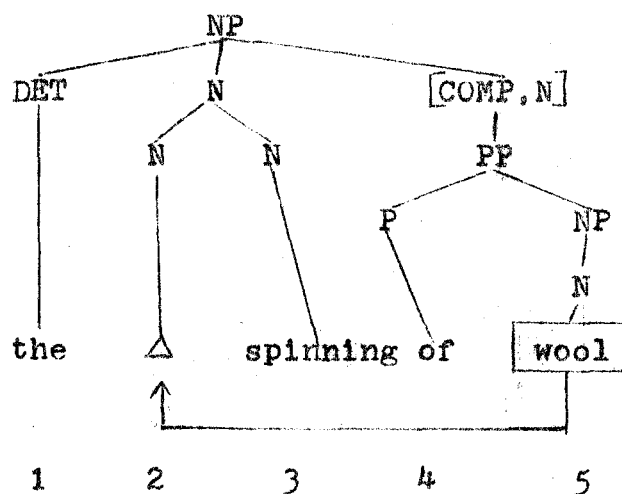 NP
DET N [COMP,N]
N N PP
P NP
N
the △ spinning of wool
1 2 3 4 5